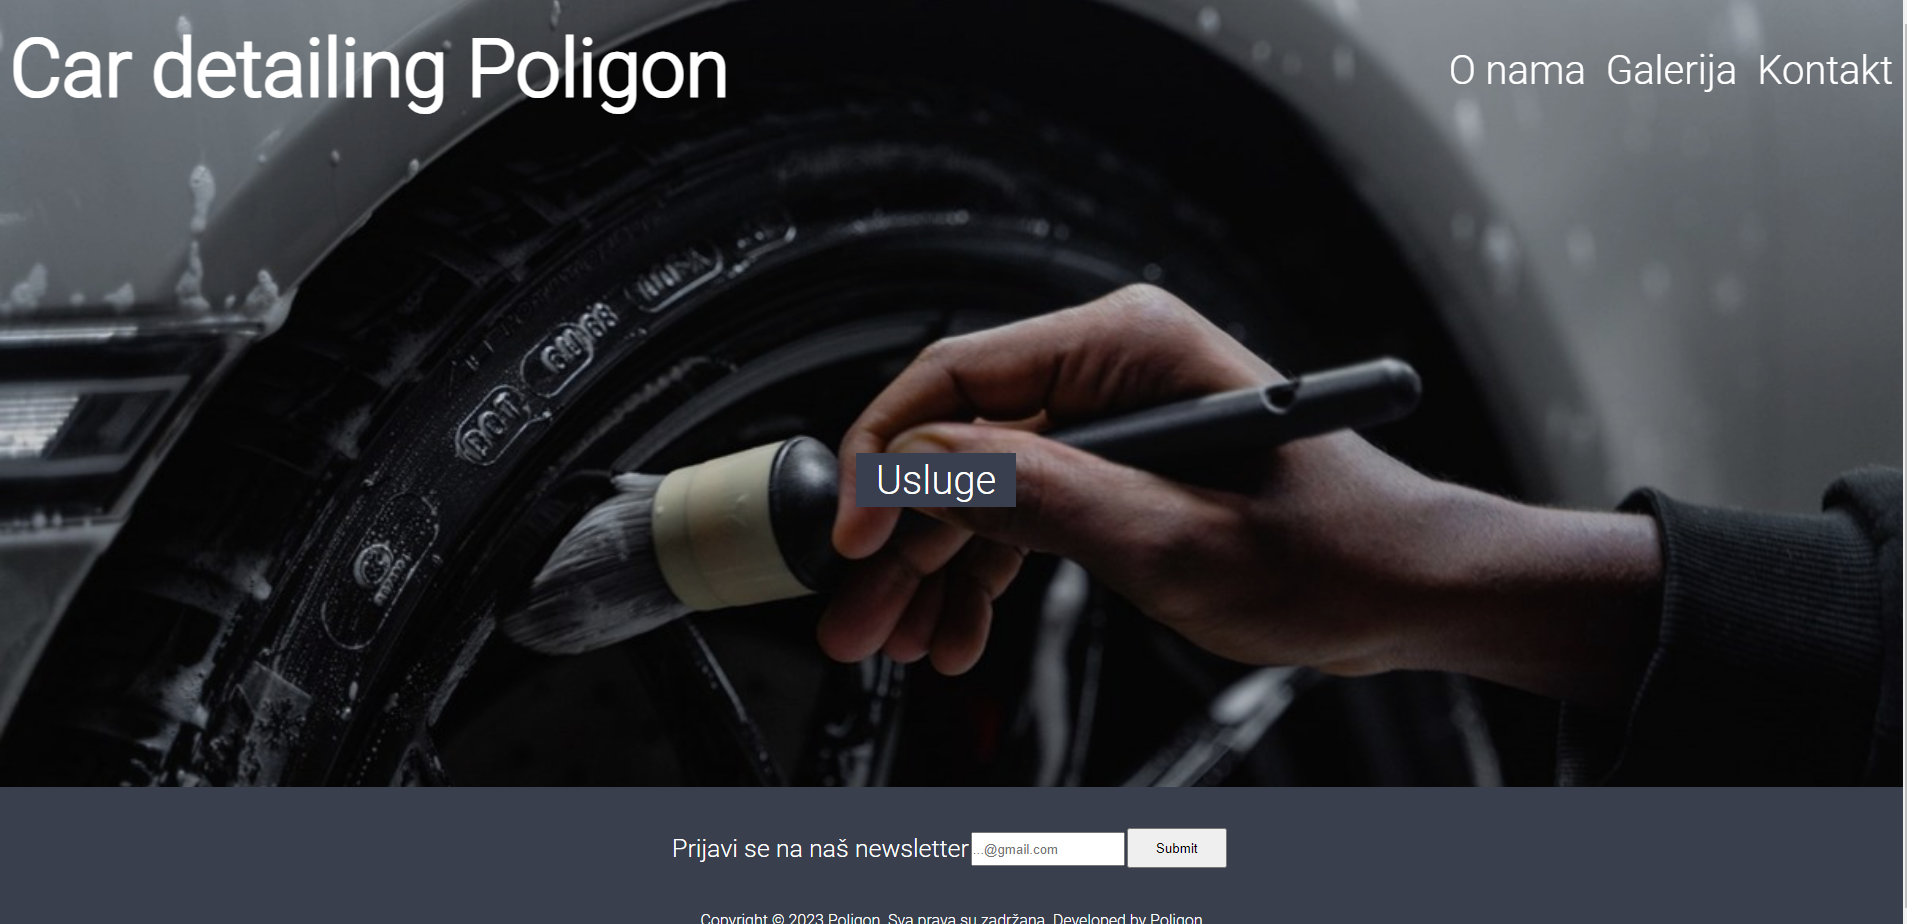 Car detailing Poligon
O nama Galerija Kontakt
DOT
6M68
Usluge
Prijavi se na naš newsletter ...@gmail.com Submit
Copyright © 2023 Poligon. Sva prava su zadržana. Developed by Poligon